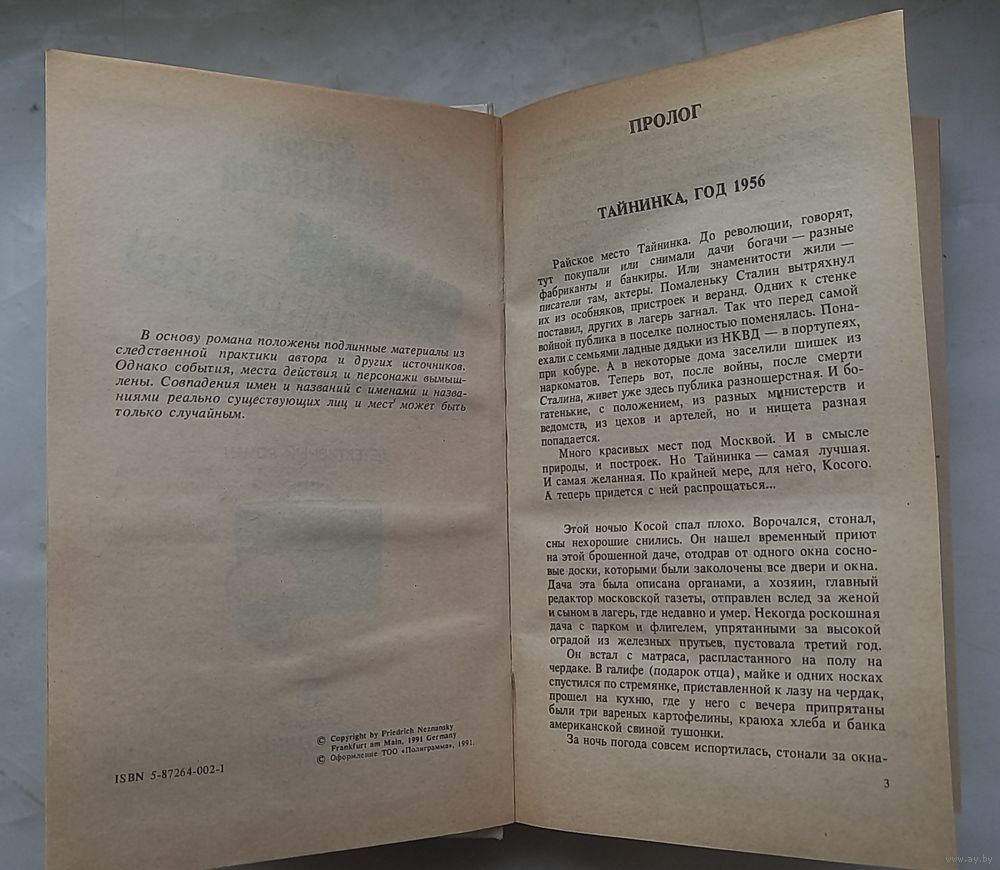 В основу романа положены подлинные материалы из
следственной практики автора и других источников.
Однако события, места действия и персонажи вымыш-
лены. Совпадения имен и названий с именами и назва-
ниями реально существующих лиц и мест может быть
только случайным.
© Copyright by Friedrich Neznansky
Frankfurt am Main, 1991 Germany
© Оформление ТОО «Полиграмма», 1991.
ISBN 5-87264-002-1
ПРОЛОГ
ТАЙНИНКА, ГОД 1956
Райское место Тайнинка. До революции, говорят,
тут покупали или снимали дачи богачи — разные
фабриканты и банкиры. Или знаменитости жили —
писатели там, актеры. Помаленьку Сталин вытряхнул
их из особняков, пристроек и веранд. Одних к стенке
поставил, других в лагерь загнал. Так что перед самой
войной публика в поселке полностью поменялась. Пона-
ехали с семьями ладные дядьки из НКВД — в портупеях,
при кобуре. А в некоторые дома заселили шишек из
наркоматов. Теперь вот, после войны, после смерти
Сталина, живет уже здесь публика разношерстная. И бо-
гатенькие, с положением, из разных министерств и
ведомств, из цехов и артелей, но и нищета разная
попадается.
Много красивых мест под Москвой. И в смысле
природы, и построек. Но Тайнинка — самая лучшая.
И самая желанная. По крайней мере, для него, Косого.
А теперь придется с ней распрощаться...
Этой ночью Косой спал плохо. Ворочался, стонал,
сны нехорошие снились. Он нашел временный приют
на этой брошенной даче, отодрав от одного окна сосно-
вые доски, которыми были заколочены все двери и окна.
Дача эта была описана органами, а хозяин, главный
редактор московской газеты, отправлен вслед за женой
и сыном в лагерь, где недавно и умер. Некогда роскошная
дача с парком и флигелем, упрятанными за высокой
оградой из железных прутьев, пустовала третий год.
Он встал с матраса, распластанного на полу на
чердаке. В галифе (подарок отца), майке и одних носках
спустился по стремянке, приставленной к лазу на чердак,
прошел на кухню, где у него с вечера припрятаны
были три вареных картофелины, краюха хлеба и банка
американской свиной тушонки.
За ночь погода совсем испортилась, стонали за окна-
3
www.ay.by